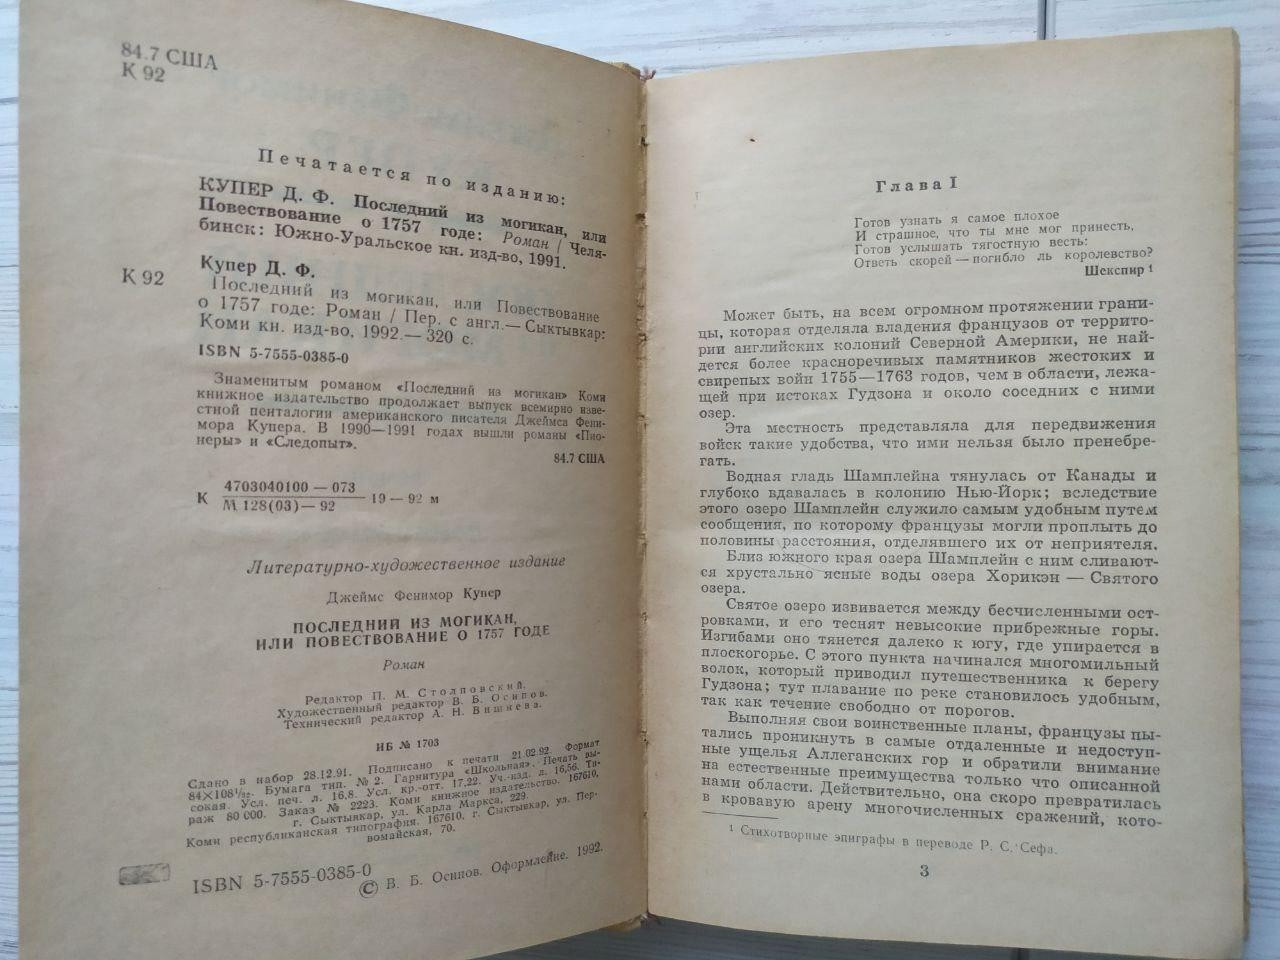 84.7 США
К 92
Печатается по изданию:
КУПЕР Д. Ф. Последний из могикан, или
Повествование о 1757 годе: Роман / Челя-
бинск: Южно-Уральское кн. изд-во, 1991.
Купер Д. Ф.
К 92
Последний из могикан, или Повествование
о 1757 годе: Роман / Пер. с англ.— Сыктывкар:
Коми кн. изд-во, 1992.— 320 с.
ISBN 5-7555-0385-0
Знаменитым романом «Последний из могикан» Коми
книжное издательство продолжает выпуск всемирно изве-
стной пенталогии американского писателя Джеймса Фени-
мора Купера. В 1990—1991 годах вышли романы «Пио-
неры» и «Следопыт».
84.7 США
К 4703040100 — 073
М 128(03) — 92
19 — 92 м
Литературно-художественное издание
Джеймс Фенимор Купер
ПОСЛЕДНИЙ ИЗ МОГИКАН,
ИЛИ ПОВЕСТВОВАНИЕ О 1757 ГОДЕ
Роман
Редактор П. М. Столповский.
Художественный редактор В. Б. Осипов.
Технический редактор А. Н. Вишнева.
ИБ № 1703
Сдано в набор 28.12.91. Подписано к печати 21.02.92. Формат
84×108¹/₃₂. Бумага тип. № 2. Гарнитура «Школьная». Печать вы-
сокая. Усл. печ. л. 16,8. Усл. кр.-отт. 17,22. Уч.-изд. л. 16,56. Ти-
раж 80 000. Заказ № 2223. Коми книжное издательство. 167610,
г. Сыктывкар, ул. Карла Маркса, 229.
Коми республиканская типография. 167610, г. Сыктывкар, ул. Пер-
вомайская, 70.
ISBN 5-7555-0385-0
© В. Б. Осипов. Оформление. 1992.
Глава I
Готов узнать я самое плохое
И страшное, что ты мне мог принесть,
Готов услышать тягостную весть:
Ответь скорей — погибло ль королевство?
Шекспир ¹
Может быть, на всем огромном протяжении грани-
цы, которая отделяла владения французов от террито-
рии английских колоний Северной Америки, не най-
дется более красноречивых памятников жестоких и
свирепых войн 1755—1763 годов, чем в области, лежа-
щей при истоках Гудзона и около соседних с ними
озер.
Эта местность представляла для передвижения
войск такие удобства, что ими нельзя было пренебре-
гать.
Водная гладь Шамплейна тянулась от Канады и
глубоко вдавалась в колонию Нью-Йорк; вследствие
этого озеро Шамплейн служило самым удобным путем
сообщения, по которому французы могли проплыть до
половины расстояния, отделявшего их от неприятеля.
Близ южного края озера Шамплейн с ним сливают-
ся хрустально ясные воды озера Хорикэн — Святого
озера.
Святое озеро извивается между бесчисленными ост-
ровками, и его теснят невысокие прибрежные горы.
Изгибами оно тянется далеко к югу, где упирается в
плоскогорье. С этого пункта начинался многомильный
волок, который приводил путешественника к берегу
Гудзона; тут плавание по реке становилось удобным,
так как течение свободно от порогов.
Выполняя свои воинственные планы, французы пы-
тались проникнуть в самые отдаленные и недоступ-
ные ущелья Аллеганских гор и обратили внимание
на естественные преимущества только что описанной
нами области. Действительно, она скоро превратилась
в кровавую арену многочисленных сражений, кото-
¹ Стихотворные эпиграфы в переводе Р. С. Сефа.
3